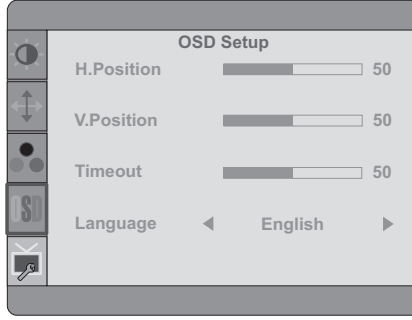 OSD Setup
H.Position 50
V.Position 50
Timeout 50
OSD
Language English